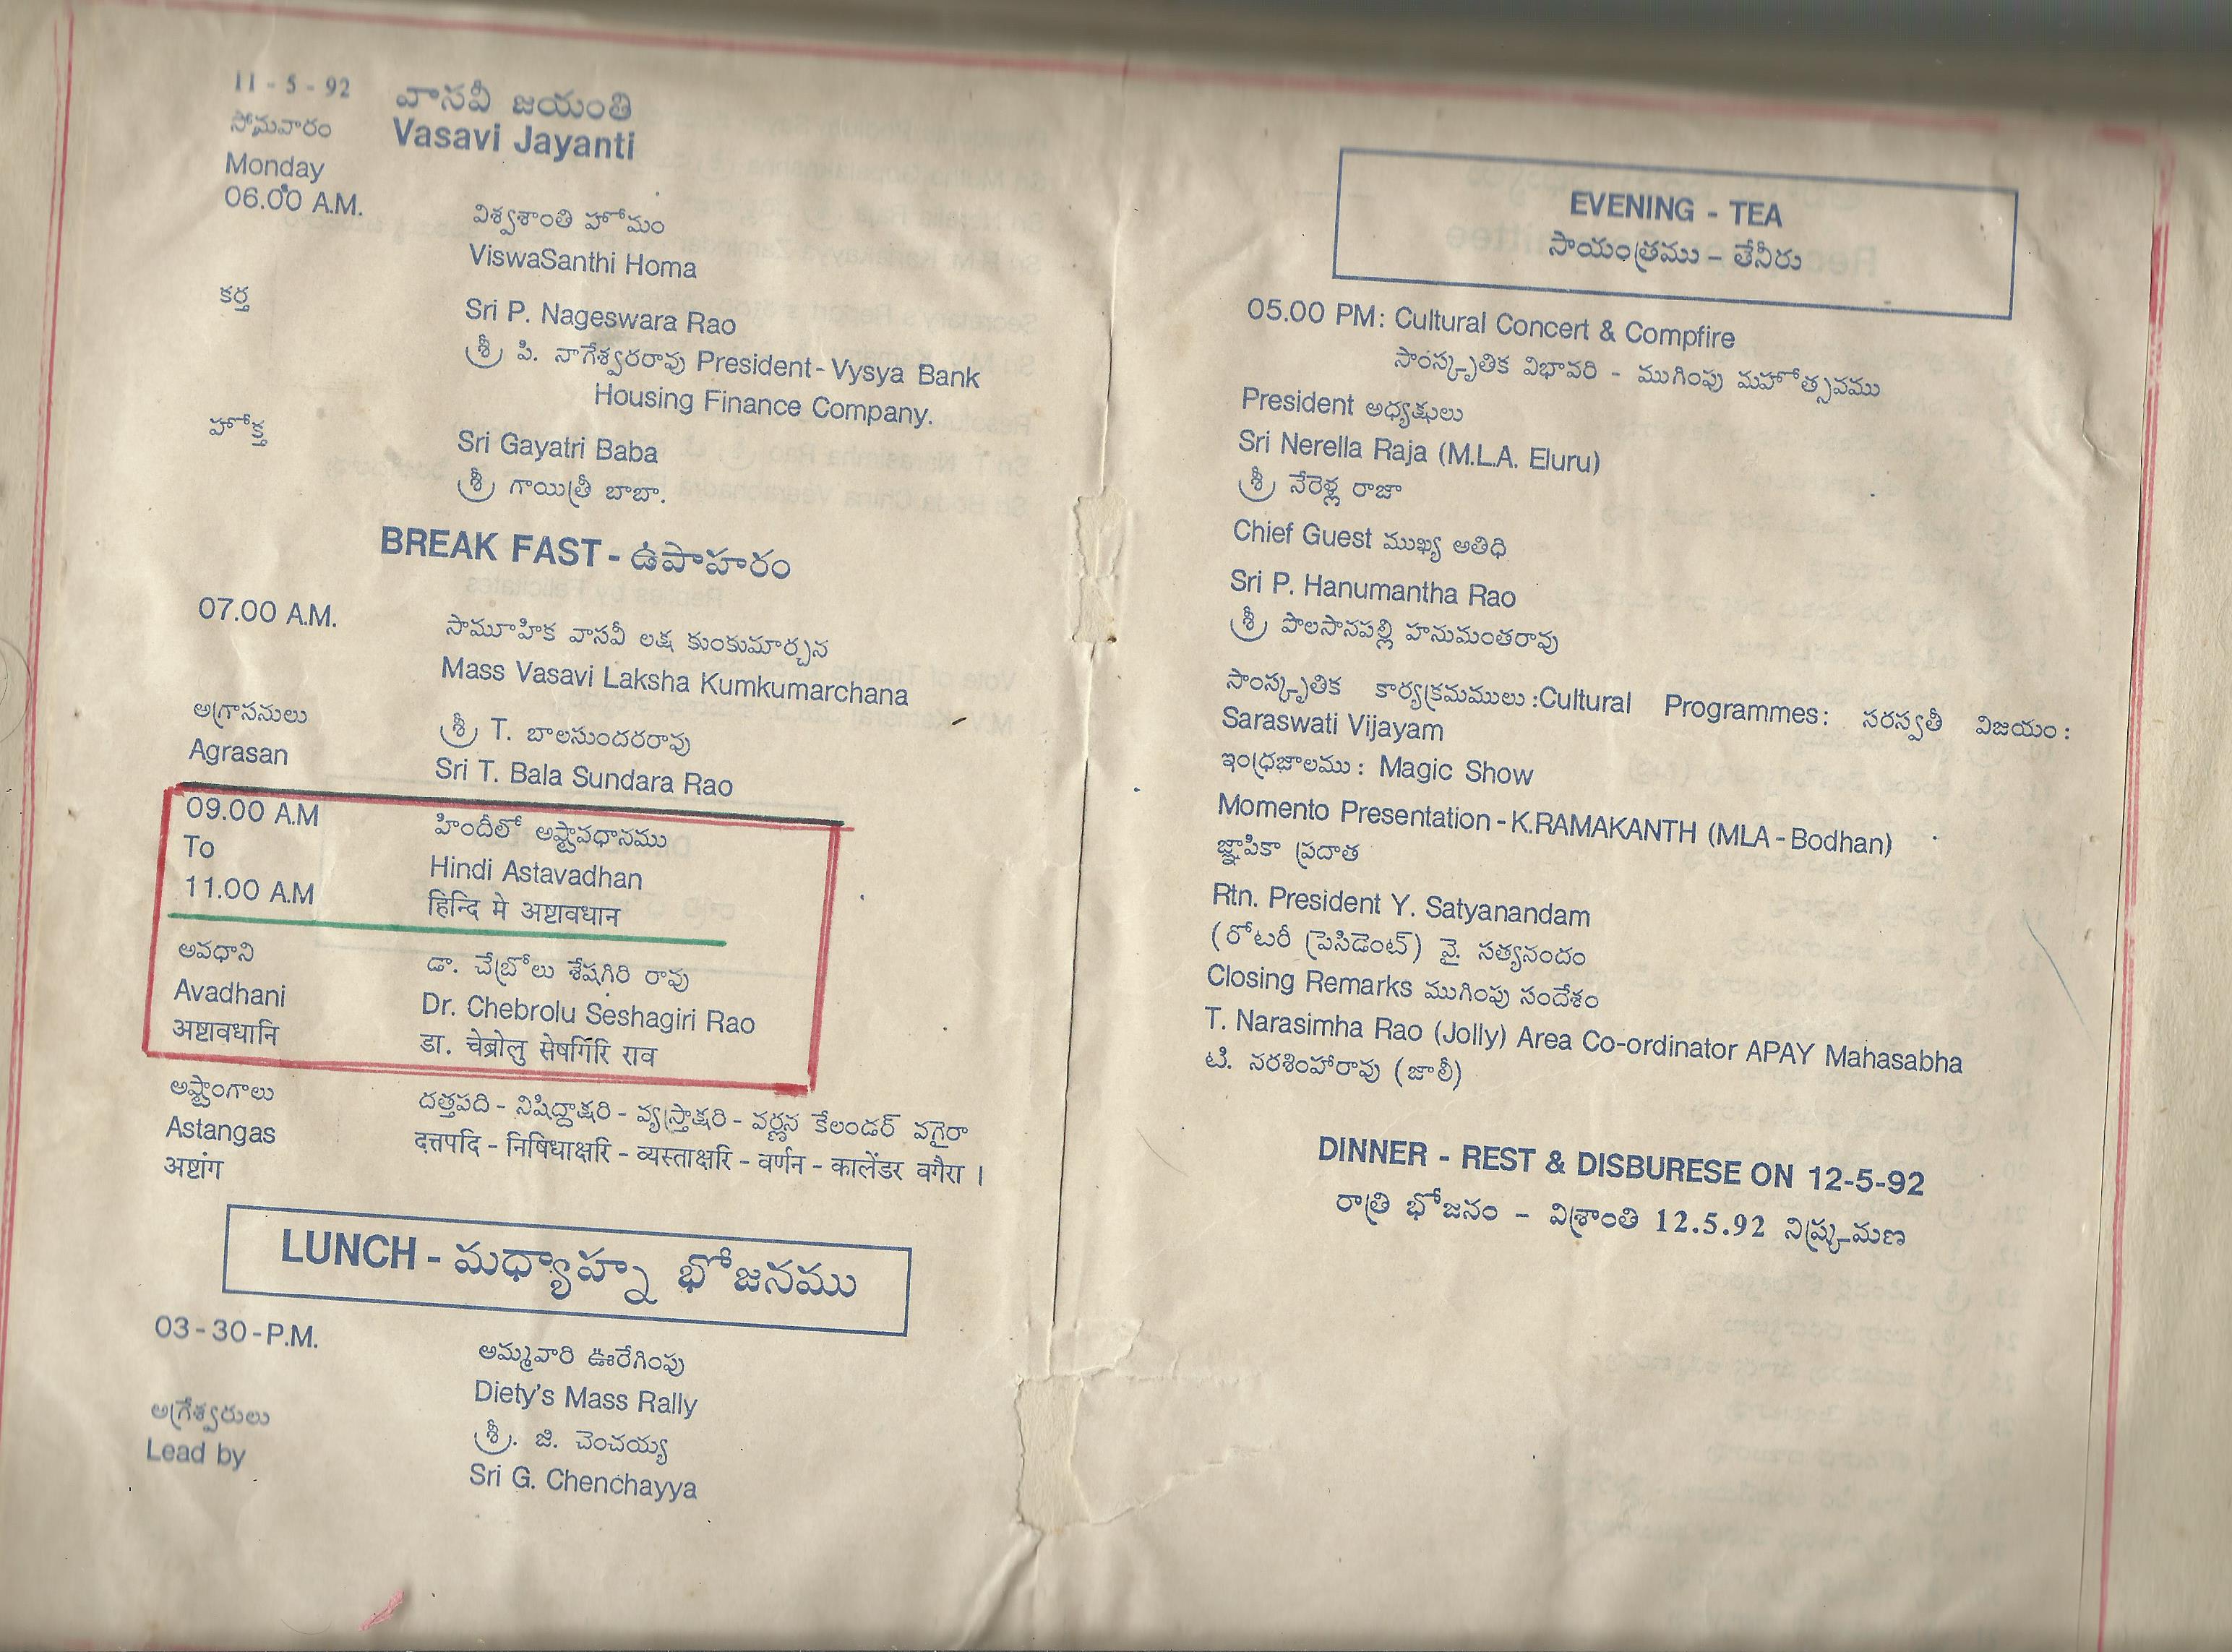 11 - 5 - 92 వాసవీ జయంతి
సోమవారం Vasavi Jayanti
Monday
06.00 A.M. విశ్వశాంతి హోమం
ViswaSanthi Homa
కర్త Sri P. Nageswara Rao
శ్రీ పి. నాగేశ్వరరావు President - Vysya Bank
Housing Finance Company.
హోక్త Sri Gayatri Baba
శ్రీ గాయిత్రీ బాబా.
BREAK FAST - ఉపాహారం
07.00 A.M. సామూహిక వాసవీ లక్ష కుంకుమార్చన
Mass Vasavi Laksha Kumkumarchana
అగ్రాసనులు శ్రీ T. బాలసుందరరావు
Agrasan Sri T. Bala Sundara Rao
09.00 A.M హిందీలో అష్టావధానము
To Hindi Astavadhan
11.00 A.M हिन्दि मे अष्टावधान
అవధాని డా. చేబ్రోలు శేషగిరి రావు
Avadhani Dr. Chebrolu Seshagiri Rao
अष्टावधानि डा. चेब्रोलु सेषगिरि राव
అష్టాంగాలు దత్తపది - నిషిద్దాక్షరి - వ్యస్తాక్షరి - వర్ణన కేలండర్ వగైరా
Astangas दत्तपदि - निषिधाक्षरि - व्यस्ताक्षरि - वर्णन - कालेंडर वगैरा ।
अष्टांग
LUNCH - మధ్యాహ్న భోజనము
03-30-P.M. అమ్మవారి ఊరేగింపు
Diety's Mass Rally
అగ్రేశ్వరులు శ్రీ. జి. చెంచయ్య
Lead by Sri G. Chenchayya
EVENING - TEA
సాయంత్రము – తేనీరు
05.00 PM: Cultural Concert & Compfire
సాంస్కృతిక విభావరి - ముగింపు మహోత్సవము
President అధ్యక్షులు
Sri Nerella Raja (M.L.A. Eluru)
శ్రీ నేరెళ్ల రాజా
Chief Guest ముఖ్య అతిధి
Sri P. Hanumantha Rao
శ్రీ పొలసానపల్లి హనుమంతరావు
సాంస్కృతిక కార్యక్రమములు :Cultural Programmes: సరస్వతీ విజయం :
Saraswati Vijayam
ఇంద్రజాలము : Magic Show
Momento Presentation - K.RAMAKANTH (MLA - Bodhan)
జ్ఞాపికా ప్రదాత
Rtn. President Y. Satyanandam
(రోటరీ ప్రెసిడెంట్) వై. సత్యనందం
Closing Remarks ముగింపు సందేశం
T. Narasimha Rao (Jolly) Area Co-ordinator APAY Mahasabha
టి. నరశింహారావు (జాలీ)
DINNER - REST & DISBURESE ON 12-5-92
రాత్రి భోజనం – విశ్రాంతి 12.5.92 నిష్క్రమణ